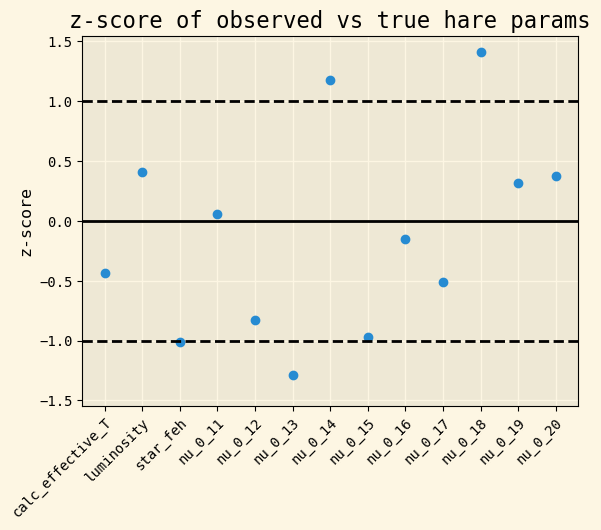 z-score of observed vs true hare params
z-score
1.5
1.0
0.5
0.0
−0.5
−1.0
−1.5
calc_effective_T
luminosity
star_feh
nu_0_11
nu_0_12
nu_0_13
nu_0_14
nu_0_15
nu_0_16
nu_0_17
nu_0_18
nu_0_19
nu_0_20